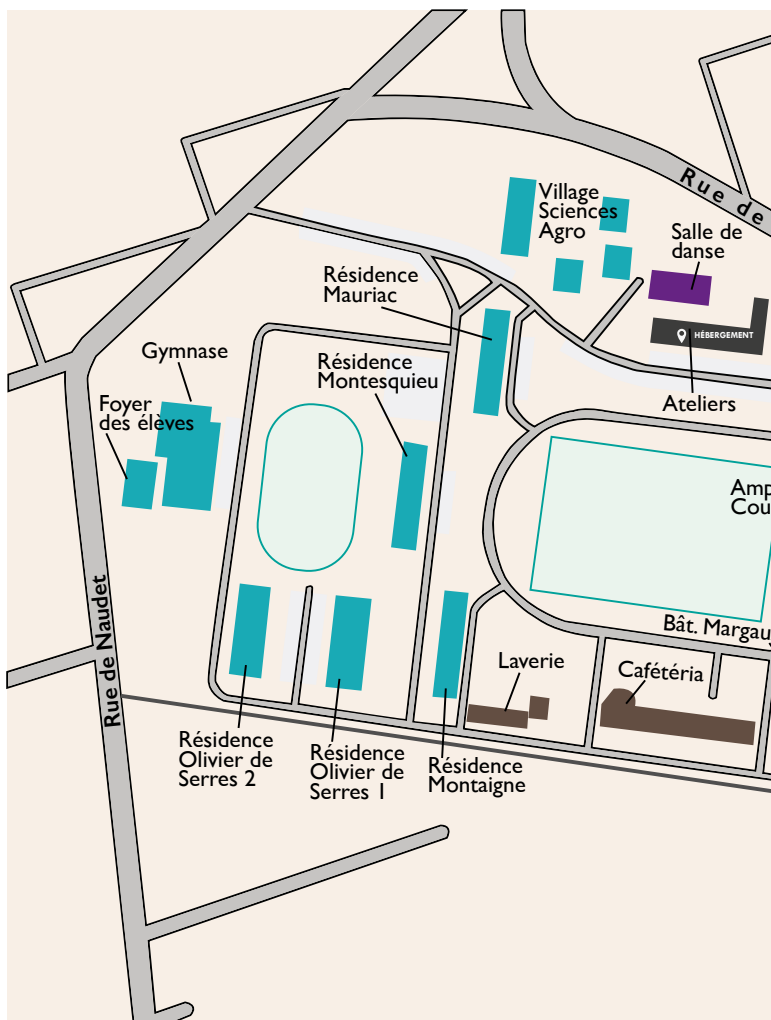 Rue de
Village
Sciences
Agro
Salle de
danse
Résidence
Mauriac
HÉBERGEMENT
Gymnase
Résidence
Montesquieu
Ateliers
Foyer
des élèves
Amp
Cou
Rue de Naudet
Bât. Margau
Laverie
Cafétéria
Résidence
Olivier de
Serres 2
Résidence
Olivier de
Serres 1
Résidence
Montaigne